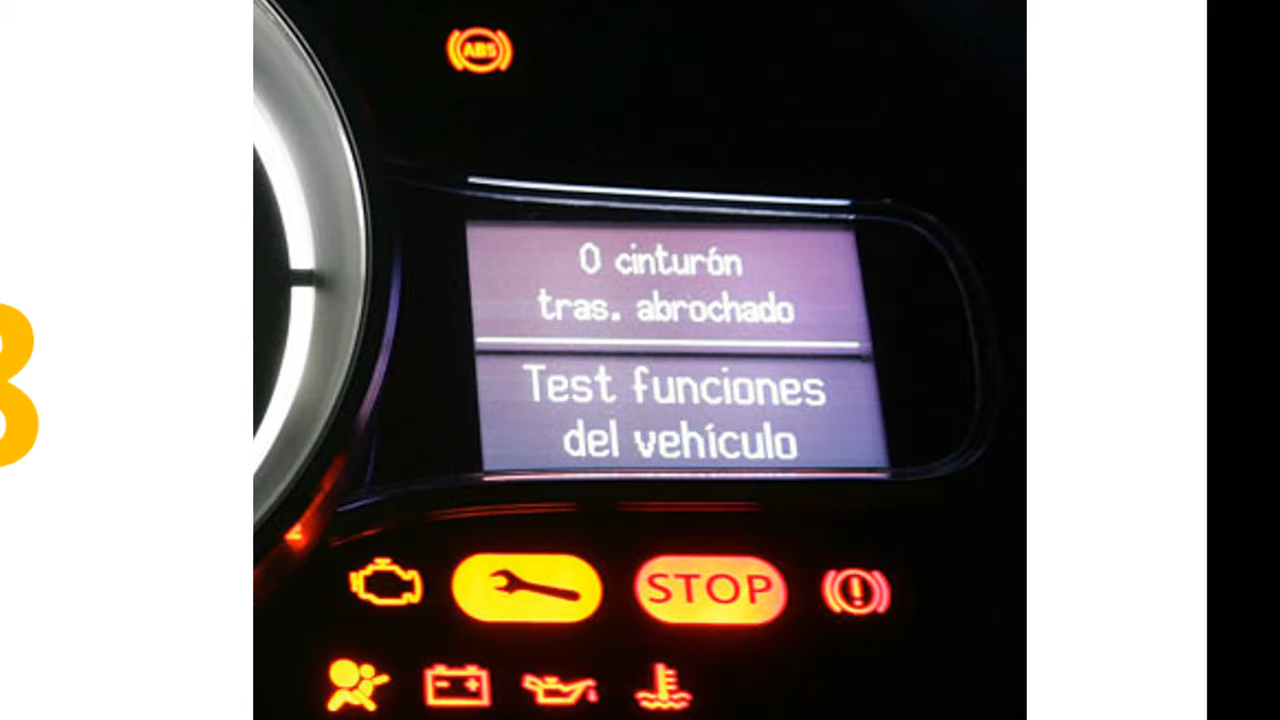 ABS
0 cinturón
tras. abrochado
Test funciones
del vehículo
STOP